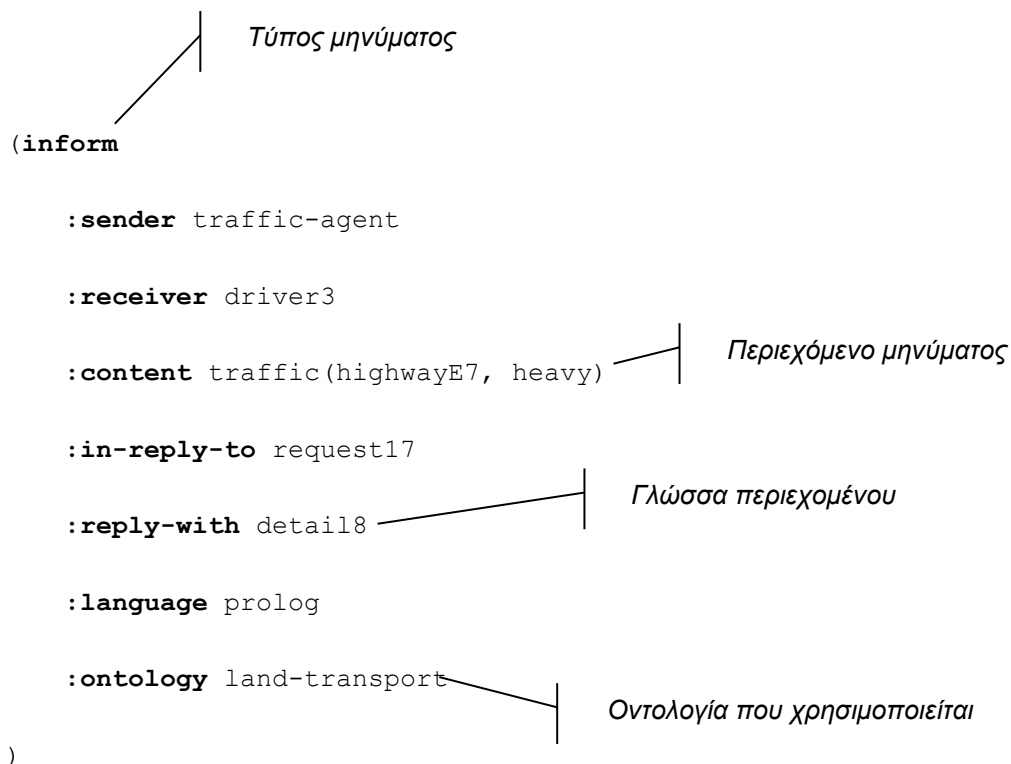 Τύπος μηνύματος
(inform
:sender traffic-agent
:receiver driver3
Περιεχόμενο μηνύματος
:content traffic(highwayE7, heavy)
:in-reply-to request17
Γλώσσα περιεχομένου
:reply-with detail8
:language prolog
:ontology land-transport
Οντολογία που χρησιμοποιείται
)